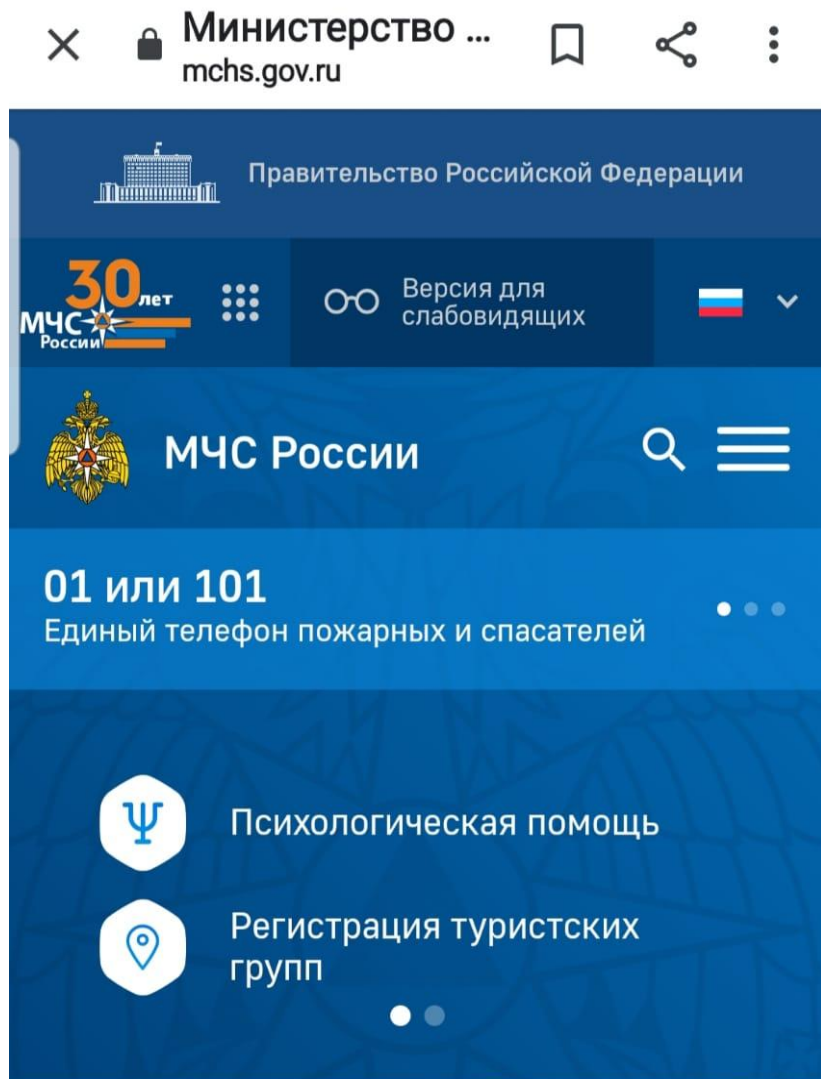 Министерство ...
mchs.gov.ru
Правительство Российской Федерации
30 лет
МЧС
России
Версия для
слабовидящих
МЧС России
01 или 101
Единый телефон пожарных и спасателей
Ψ
Психологическая помощь
Регистрация туристских
групп